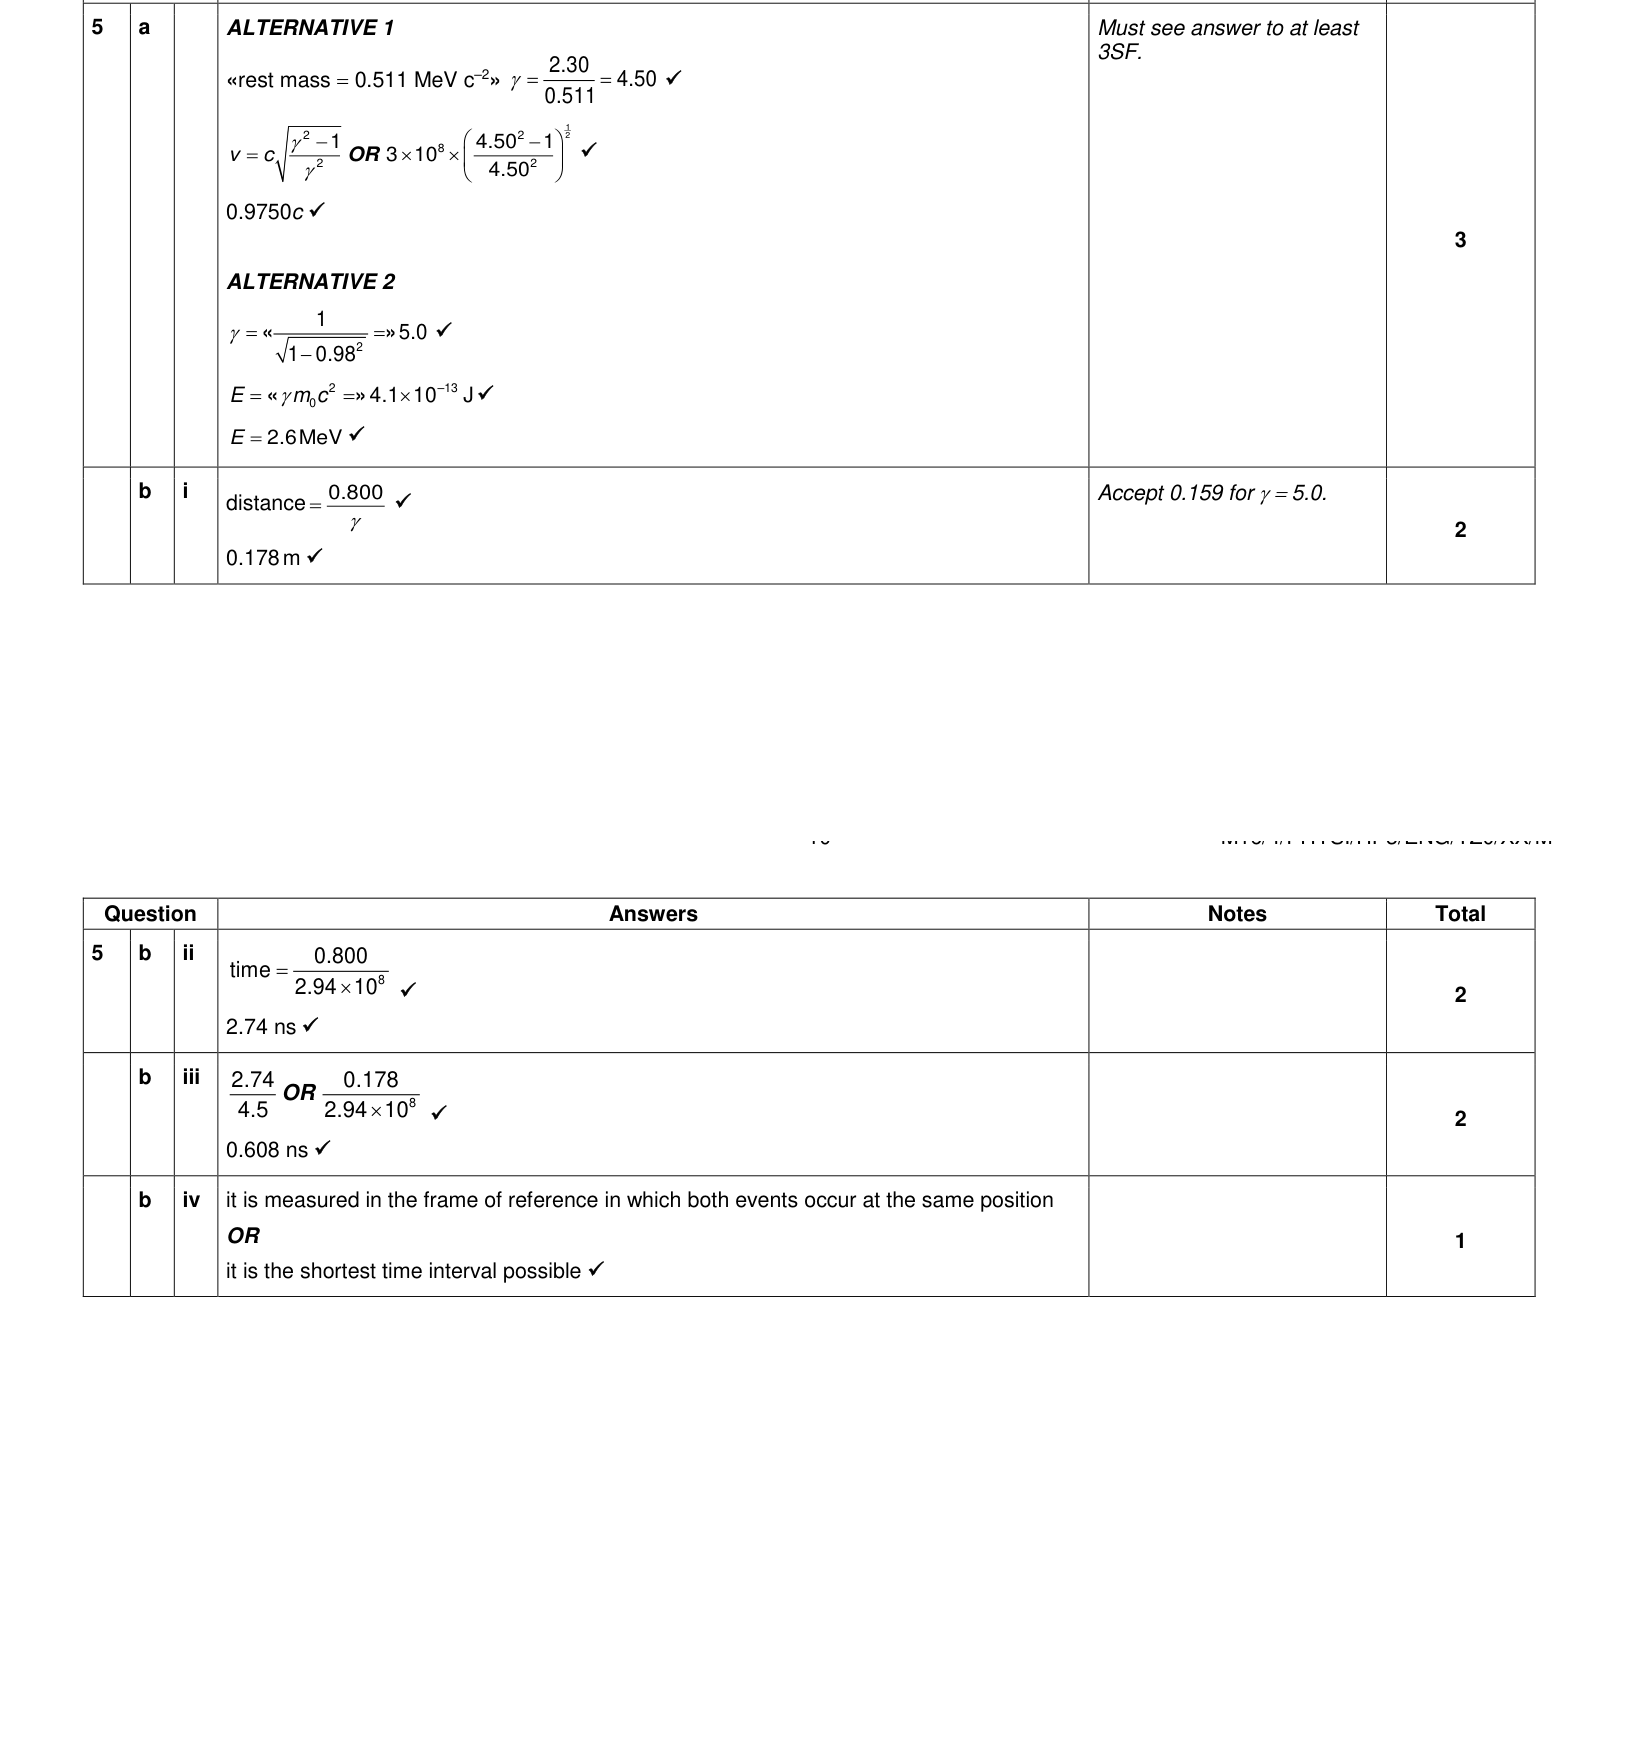 5 a ALTERNATIVE 1 Must see answer to at least
3SF.
«rest mass = 0.511 MeV c⁻²» γ = 2.30/0.511 = 4.50 ✓
v = c√((γ² − 1)/γ²) OR 3 × 10⁸ × ((4.50² − 1)/4.50²)^(1/2) ✓
0.9750c ✓
3
ALTERNATIVE 2
γ = «1/√(1 − 0.98²) =» 5.0 ✓
E = «γm₀c² =» 4.1 × 10⁻¹³ J ✓
E = 2.6 MeV ✓
b i distance = 0.800/γ ✓ Accept 0.159 for γ = 5.0. 2
0.178 m ✓
Question Answers Notes Total
5 b ii time = 0.800/(2.94 × 10⁸) ✓ 2
2.74 ns ✓
b iii 2.74/4.5 OR 0.178/(2.94 × 10⁸) ✓ 2
0.608 ns ✓
b iv it is measured in the frame of reference in which both events occur at the same position
OR 1
it is the shortest time interval possible ✓